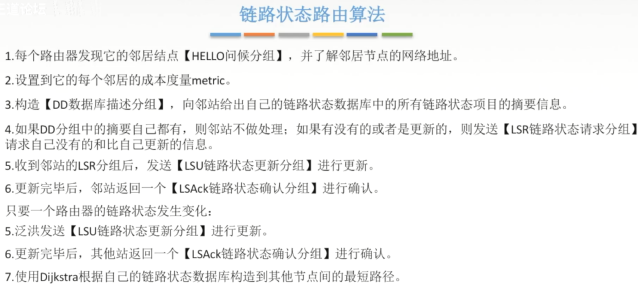 链路状态路由算法
1.每个路由器发现它的邻居结点【HELLO问候分组】,并了解邻居节点的网络地址。
2.设置到它的每个邻居的成本度量metric。
3.构造【DD数据库描述分组】,向邻站给出自己的链路状态数据库中的所有链路状态项目的摘要信息。
4.如果DD分组中的摘要自己都有,则邻站不做处理;如果有没有的或者是更新的,则发送【LSR链路状态请求分组】
请求自己没有的和比自己更新的信息。
5.收到邻站的LSR分组后,发送【LSU链路状态更新分组】进行更新。
6.更新完毕后,邻站返回一个【LSAck链路状态确认分组】进行确认。
只要一个路由器的链路状态发生变化:
5.泛洪发送【LSU链路状态更新分组】进行更新。
6.更新完毕后,其他站返回一个【LSAck链路状态确认分组】进行确认。
7.使用Dijkstra根据自己的链路状态数据库构造到其他节点间的最短路径。